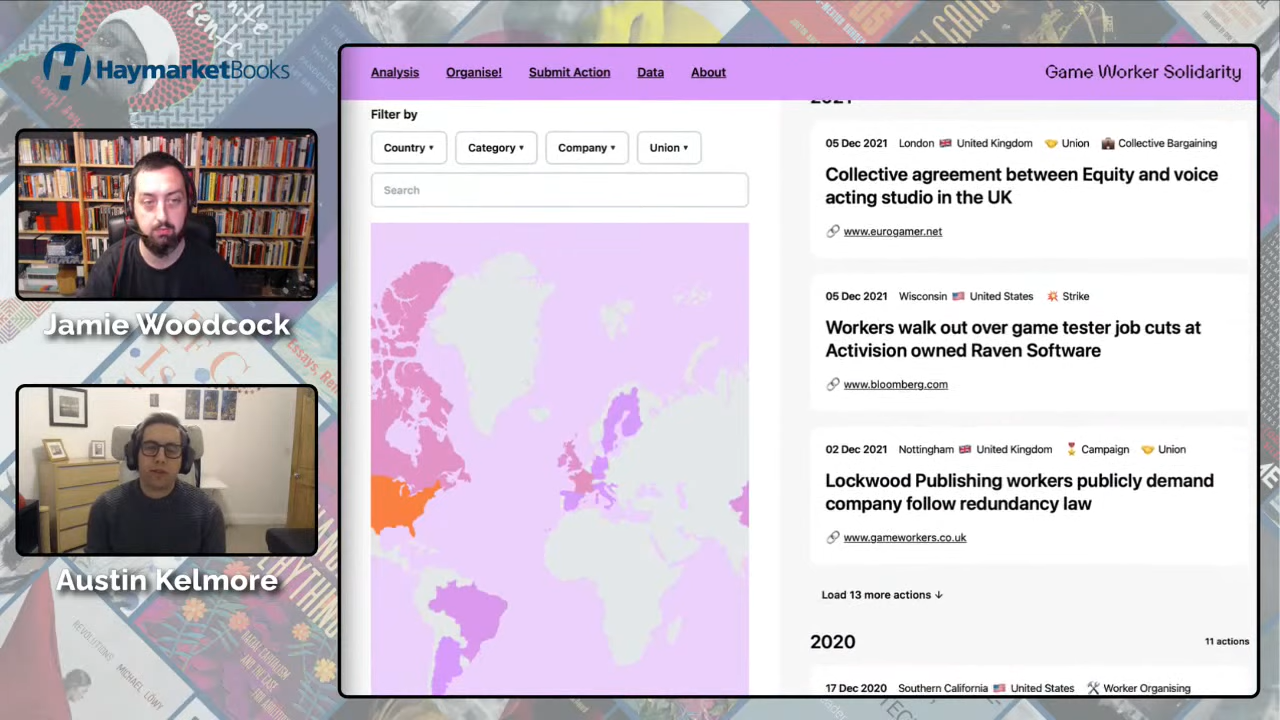 HaymarketBooks
Jamie Woodcock
Austin Kelmore
Analysis Organise! Submit Action Data About
Game Worker Solidarity
Filter by
Country ▾ Category ▾ Company ▾ Union ▾
Search
2021
05 Dec 2021 London 🇬🇧 United Kingdom 🤝 Union 💼 Collective Bargaining
Collective agreement between Equity and voice
acting studio in the UK
www.eurogamer.net
05 Dec 2021 Wisconsin 🇺🇸 United States 💥 Strike
Workers walk out over game tester job cuts at
Activision owned Raven Software
www.bloomberg.com
02 Dec 2021 Nottingham 🇬🇧 United Kingdom 🎖 Campaign 🤝 Union
Lockwood Publishing workers publicly demand
company follow redundancy law
www.gameworkers.co.uk
Load 13 more actions ↓
2020 11 actions
17 Dec 2020 Southern California 🇺🇸 United States 🛠 Worker Organising
REVOLUTIONS MICHAEL LÖWY